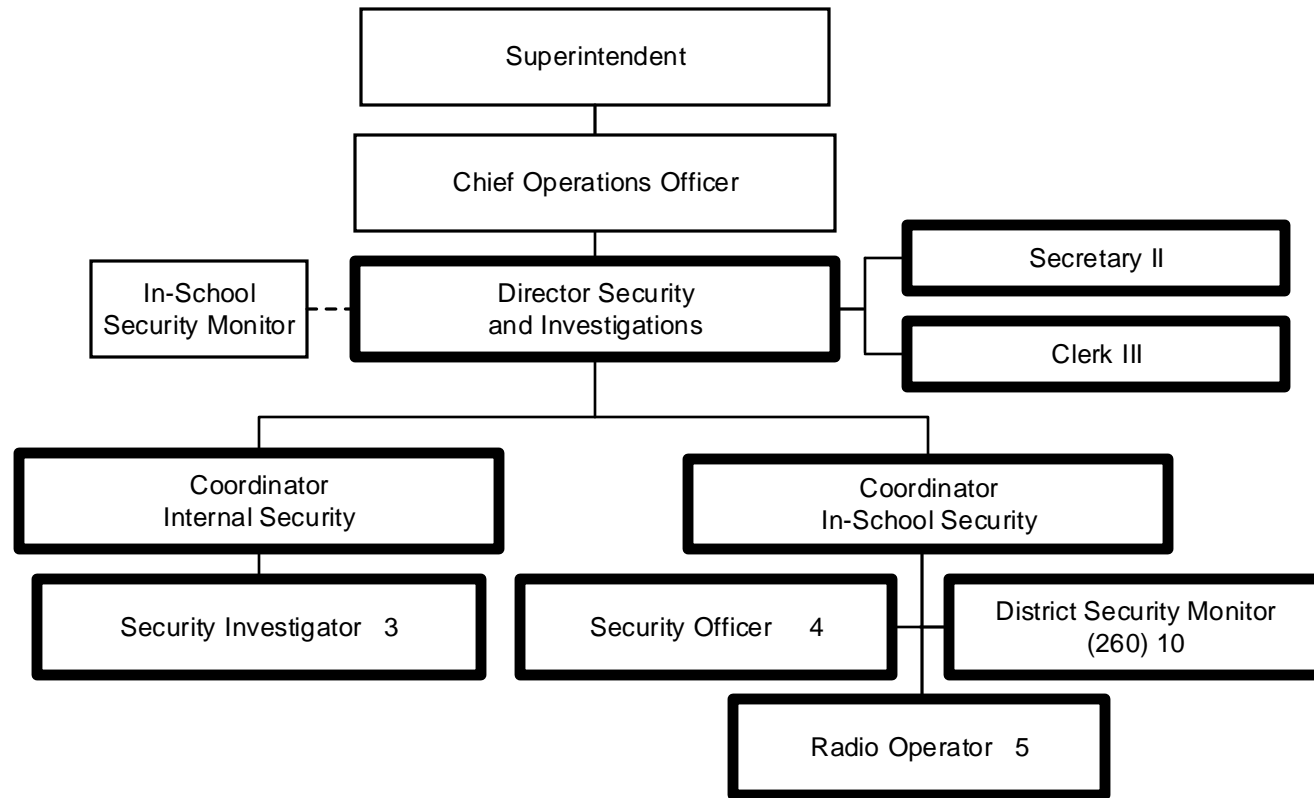 Superintendent
Chief Operations Officer
In-School
Security Monitor
Director Security
and Investigations
Secretary II
Clerk III
Coordinator
Internal Security
Coordinator
In-School Security
Security Investigator 3
Security Officer 4
District Security Monitor
(260) 10
Radio Operator 5